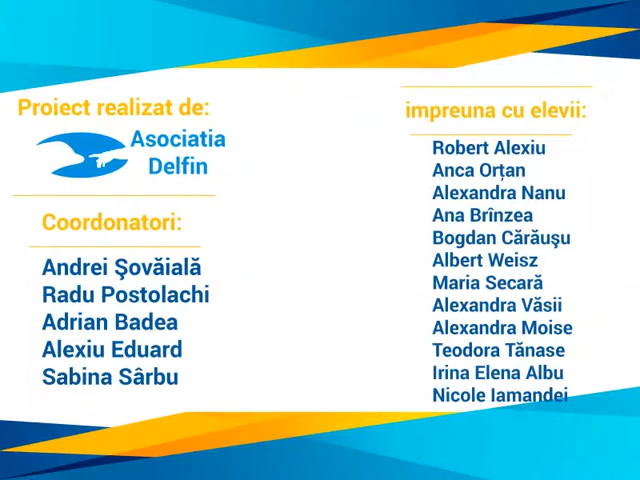 Proiect realizat de:
Asociatia
Delfin
Coordonatori:
Andrei Şovăială
Radu Postolachi
Adrian Badea
Alexiu Eduard
Sabina Sârbu
impreuna cu elevii:
Robert Alexiu
Anca Orțan
Alexandra Nanu
Ana Brînzea
Bogdan Cărăuşu
Albert Weisz
Maria Secară
Alexandra Văsii
Alexandra Moise
Teodora Tănase
Irina Elena Albu
Nicole Iamandei